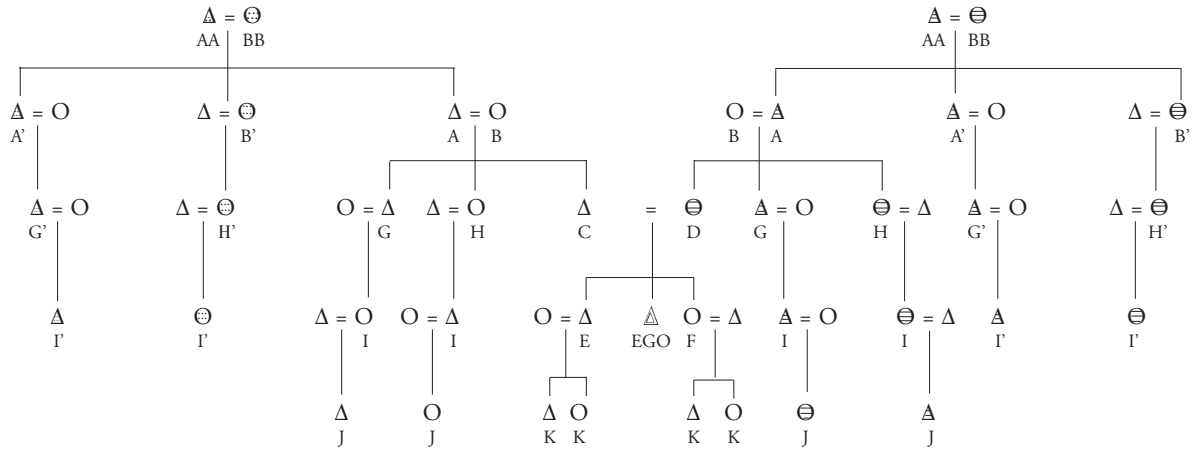 AA BB AA BB
A' B' A B B A A' B'
G' H' G H C D G H G' H'
I' I' I I E EGO F I I I' I'
J J K K K K J J